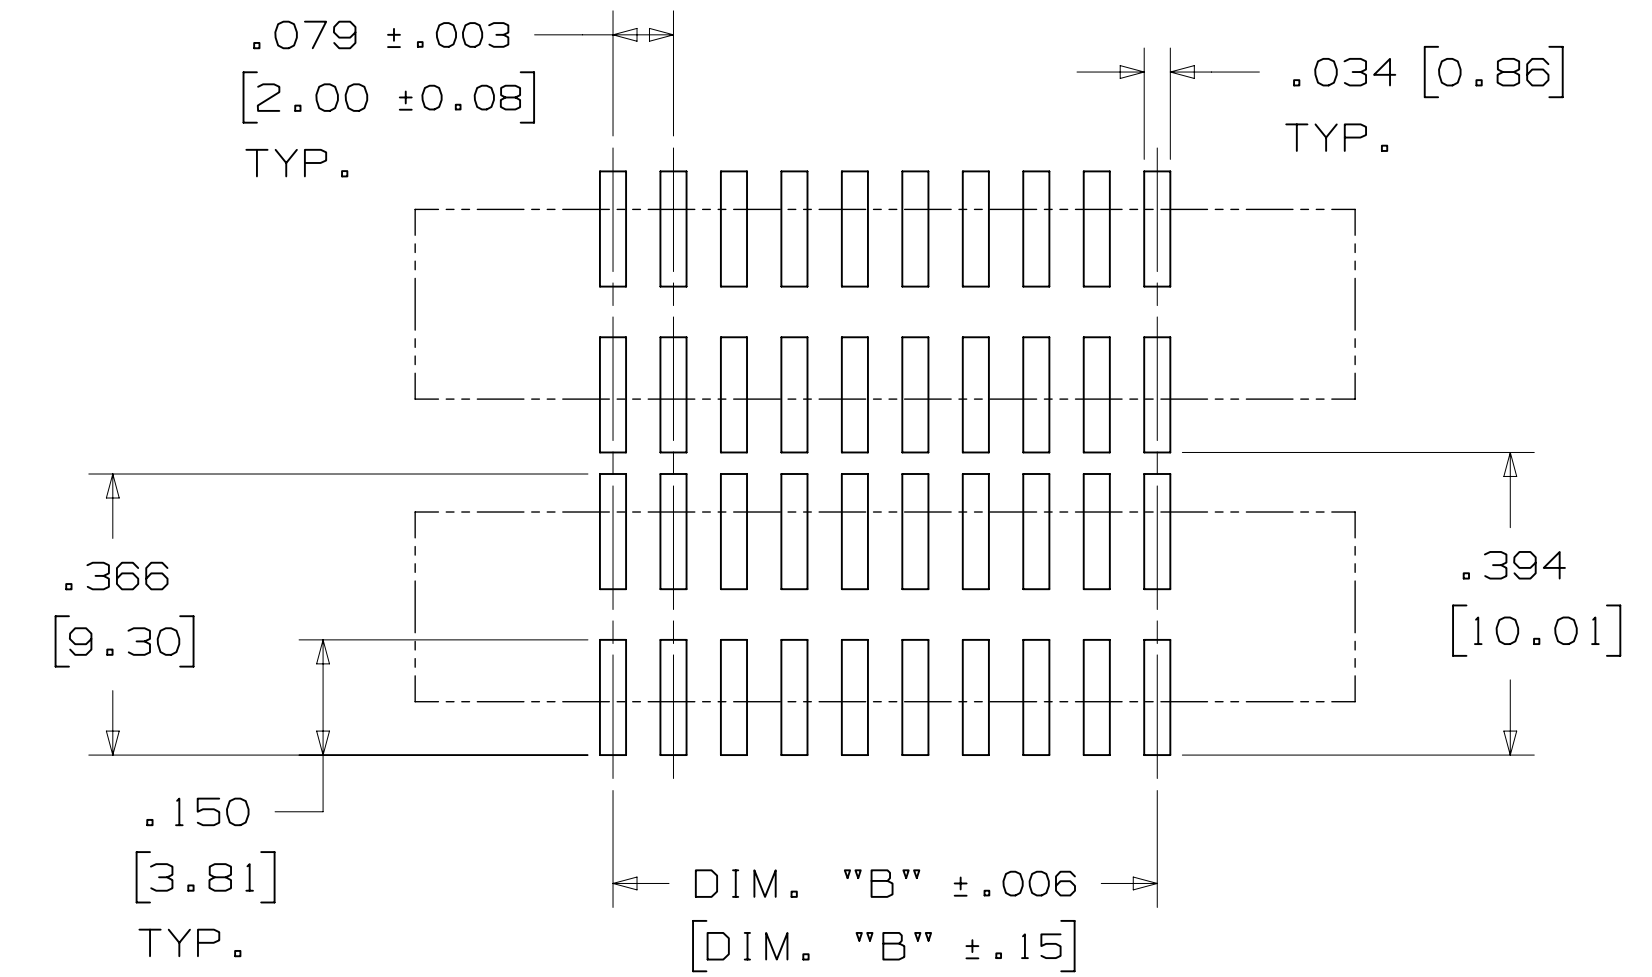 .079 ±.003
[2.00 ±0.08]
TYP.
.034 [0.86]
TYP.
.366
[9.30]
.394
[10.01]
.150
[3.81]
TYP.
DIM. "B" ±.006
[DIM. "B" ±.15]